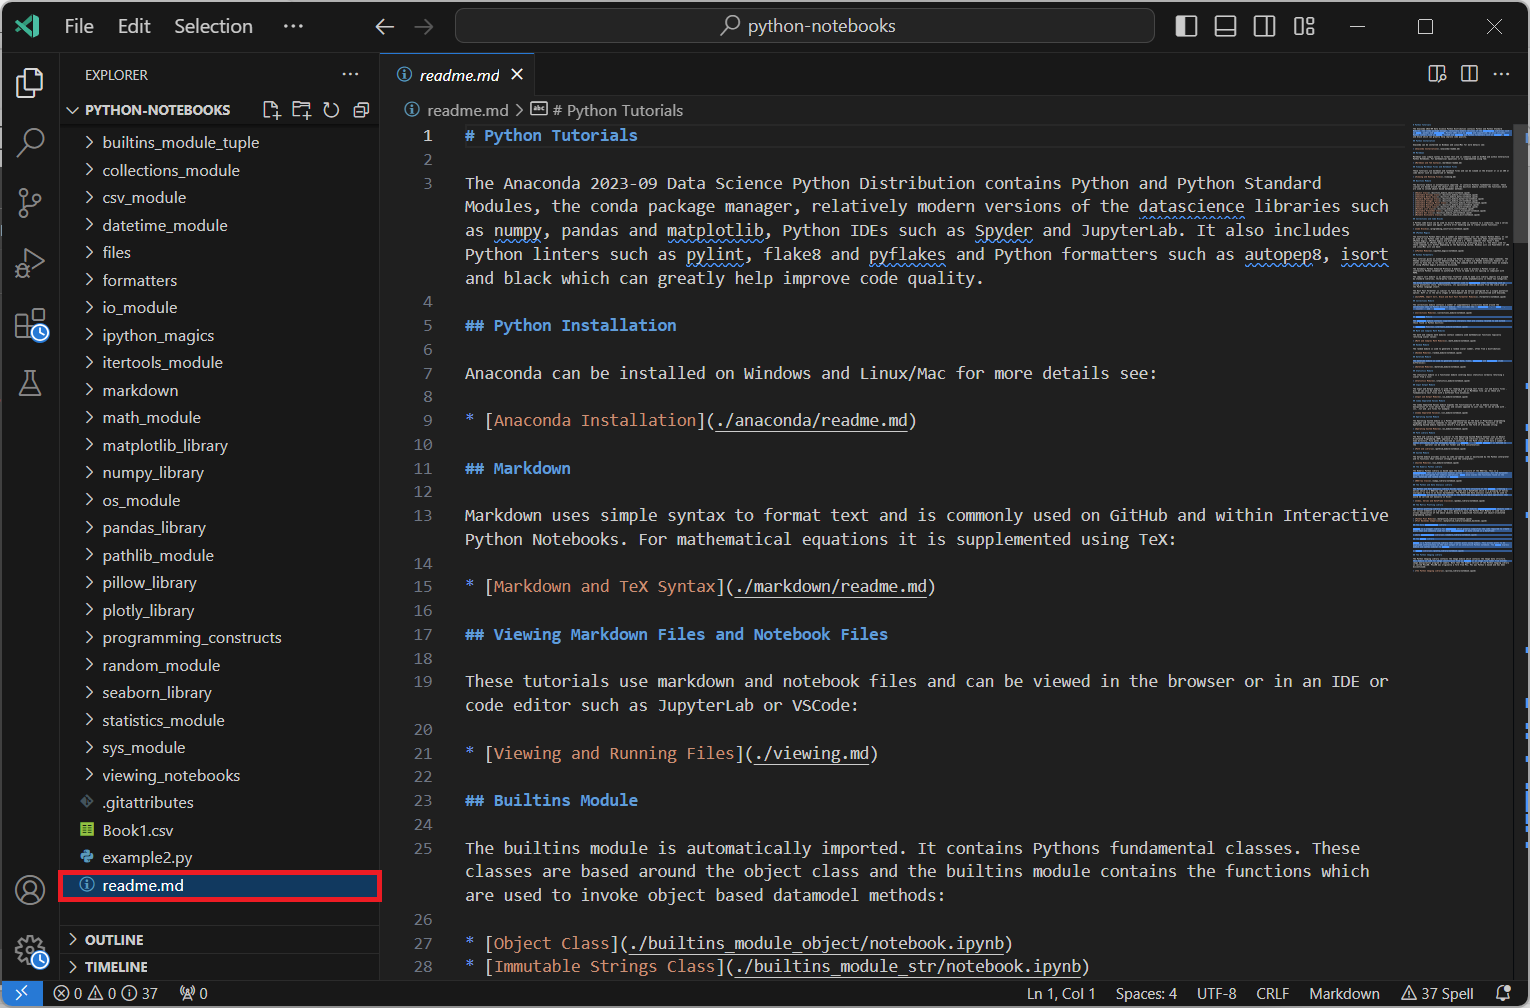 File Edit Selection ··· python-notebooks
EXPLORER ···
PYTHON-NOTEBOOKS
builtins_module_tuple
collections_module
csv_module
datetime_module
files
formatters
io_module
ipython_magics
itertools_module
markdown
math_module
matplotlib_library
numpy_library
os_module
pandas_library
pathlib_module
pillow_library
plotly_library
programming_constructs
random_module
seaborn_library
statistics_module
sys_module
viewing_notebooks
.gitattributes
Book1.csv
example2.py
readme.md
OUTLINE
TIMELINE
readme.md
readme.md > # Python Tutorials
1 # Python Tutorials
2
3 The Anaconda 2023-09 Data Science Python Distribution contains Python and Python Standard
Modules, the conda package manager, relatively modern versions of the datascience libraries such
as numpy, pandas and matplotlib, Python IDEs such as Spyder and JupyterLab. It also includes
Python linters such as pylint, flake8 and pyflakes and Python formatters such as autopep8, isort
and black which can greatly help improve code quality.
4
5 ## Python Installation
6
7 Anaconda can be installed on Windows and Linux/Mac for more details see:
8
9 * [Anaconda Installation](./anaconda/readme.md)
10
11 ## Markdown
12
13 Markdown uses simple syntax to format text and is commonly used on GitHub and within Interactive
Python Notebooks. For mathematical equations it is supplemented using TeX:
14
15 * [Markdown and TeX Syntax](./markdown/readme.md)
16
17 ## Viewing Markdown Files and Notebook Files
18
19 These tutorials use markdown and notebook files and can be viewed in the browser or in an IDE or
code editor such as JupyterLab or VSCode:
20
21 * [Viewing and Running Files](./viewing.md)
22
23 ## Builtins Module
24
25 The builtins module is automatically imported. It contains Pythons fundamental classes. These
classes are based around the object class and the builtins module contains the functions which
are used to invoke object based datamodel methods:
26
27 * [Object Class](./builtins_module_object/notebook.ipynb)
28 * [Immutable Strings Class](./builtins_module_str/notebook.ipynb)
0 0 37 0 Ln 1, Col 1 Spaces: 4 UTF-8 CRLF Markdown 37 Spell